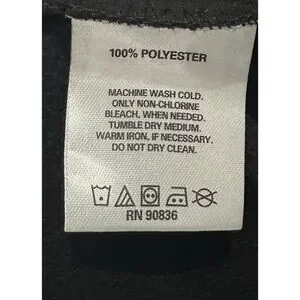 100% POLYESTER
MACHINE WASH COLD.
ONLY NON-CHLORINE
BLEACH, WHEN NEEDED.
TUMBLE DRY MEDIUM.
WARM IRON, IF NECESSARY.
DO NOT DRY CLEAN.
RN 90836